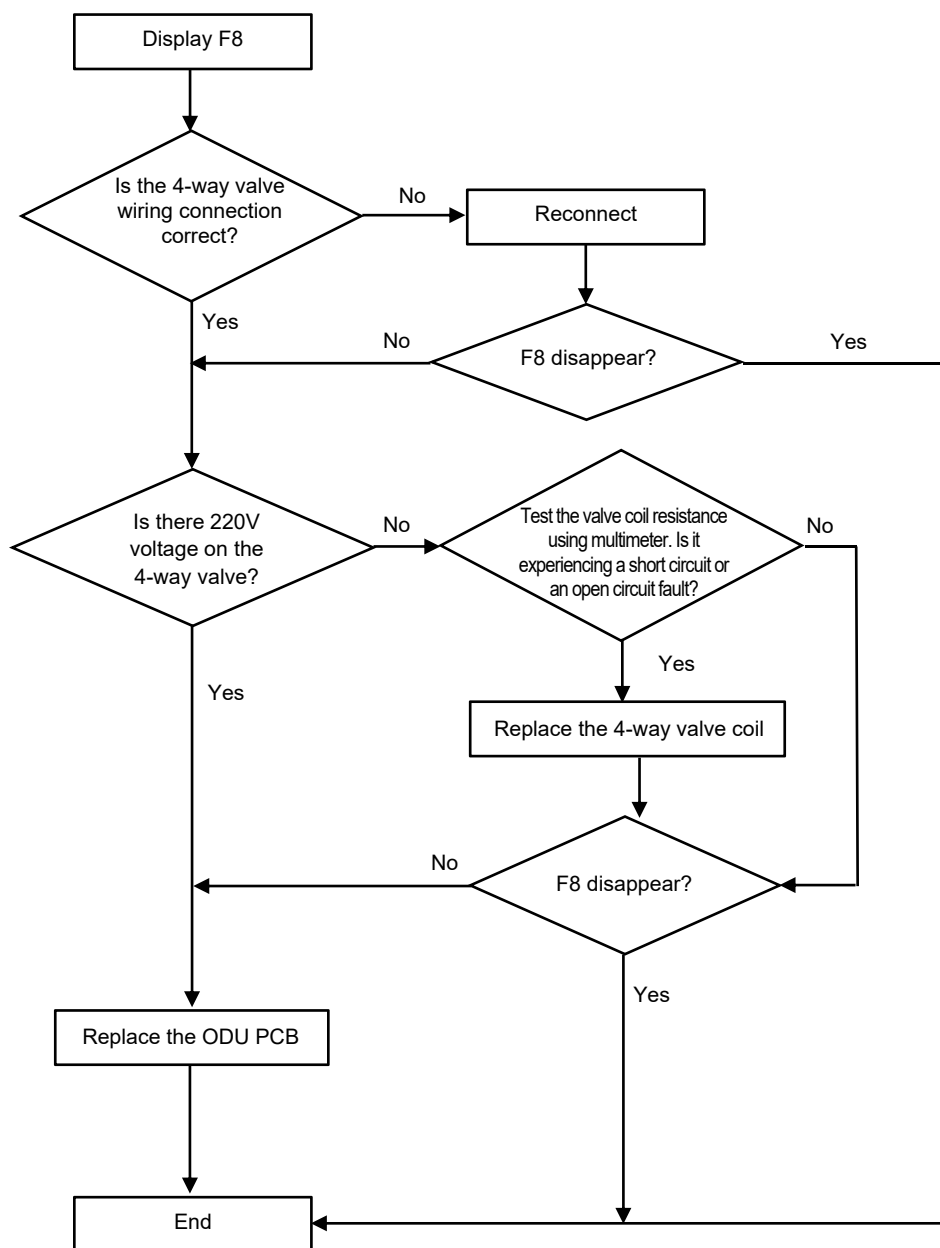 Display F8
Is the 4-way valve
wiring connection
correct?
No
Reconnect
Yes
No
F8 disappear?
Yes
Is there 220V
voltage on the
4-way valve?
No
Test the valve coil resistance
using multimeter. Is it
experiencing a short circuit or
an open circuit fault?
No
Yes
Yes
Replace the 4-way valve coil
No
F8 disappear?
Yes
Replace the ODU PCB
End